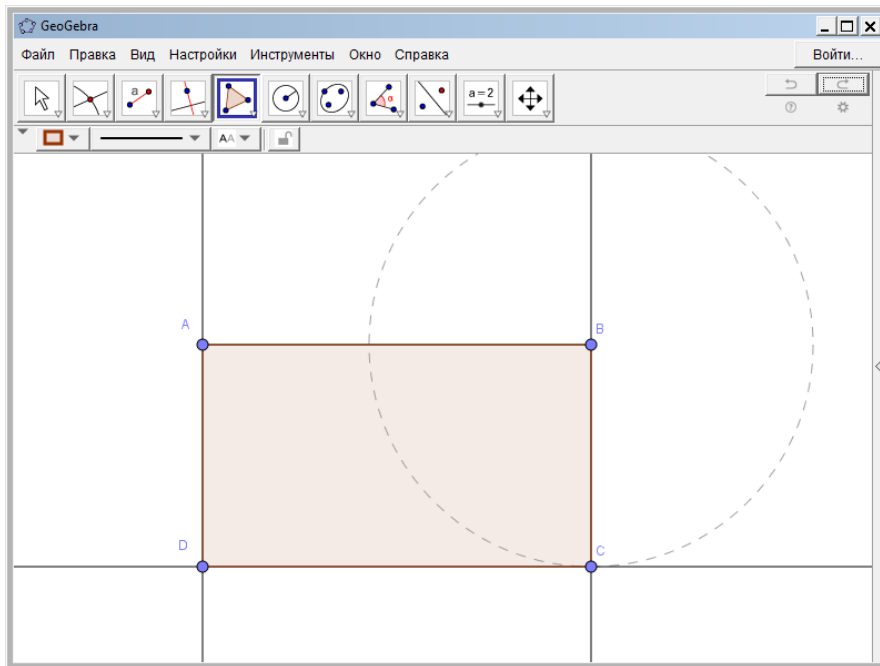 GeoGebra
Файл Правка Вид Настройки Инструменты Окно Справка Войти...
a α a=2
AA
A
B
D
C